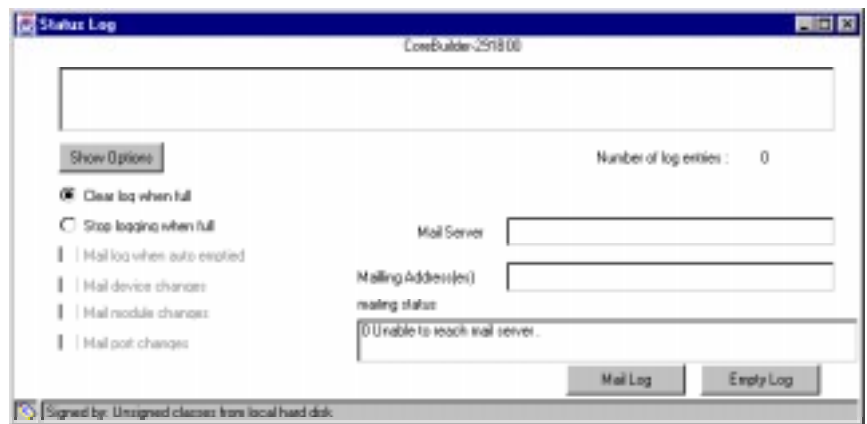 Status Log
CoreBuilder-291800
Show Options
Number of log entries : 0
Clear log when full
Stop logging when full
Mail Server
Mail log when auto emptied
Mailing Address(es)
Mail device changes
mailing status
Mail module changes
0 Unable to reach mail server..
Mail port changes
Mail Log
Empty Log
Signed by: Unsigned classes from local hard disk